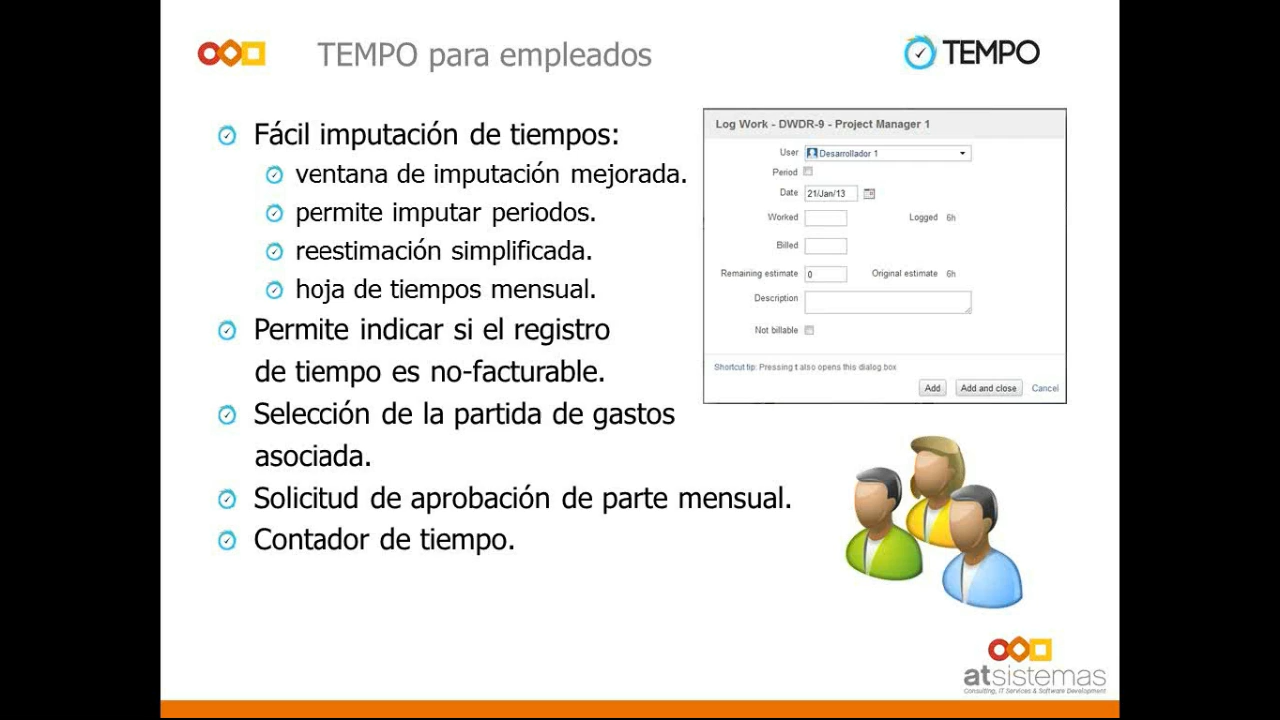 TEMPO para empleados
TEMPO
Fácil imputación de tiempos:
ventana de imputación mejorada.
permite imputar periodos.
reestimación simplificada.
hoja de tiempos mensual.
Permite indicar si el registro
de tiempo es no-facturable.
Selección de la partida de gastos
asociada.
Solicitud de aprobación de parte mensual.
Contador de tiempo.
Log Work - DWDR-9 - Project Manager 1
User Desarrollador 1
Period
Date 21/Jan/13
Worked Logged 6h
Billed
Remaining estimate 0 Original estimate 6h
Description
Not billable
Shortcut tip: Pressing t also opens this dialog box
Add Add and close Cancel
atsistemas
Consulting, IT Services & Software Development